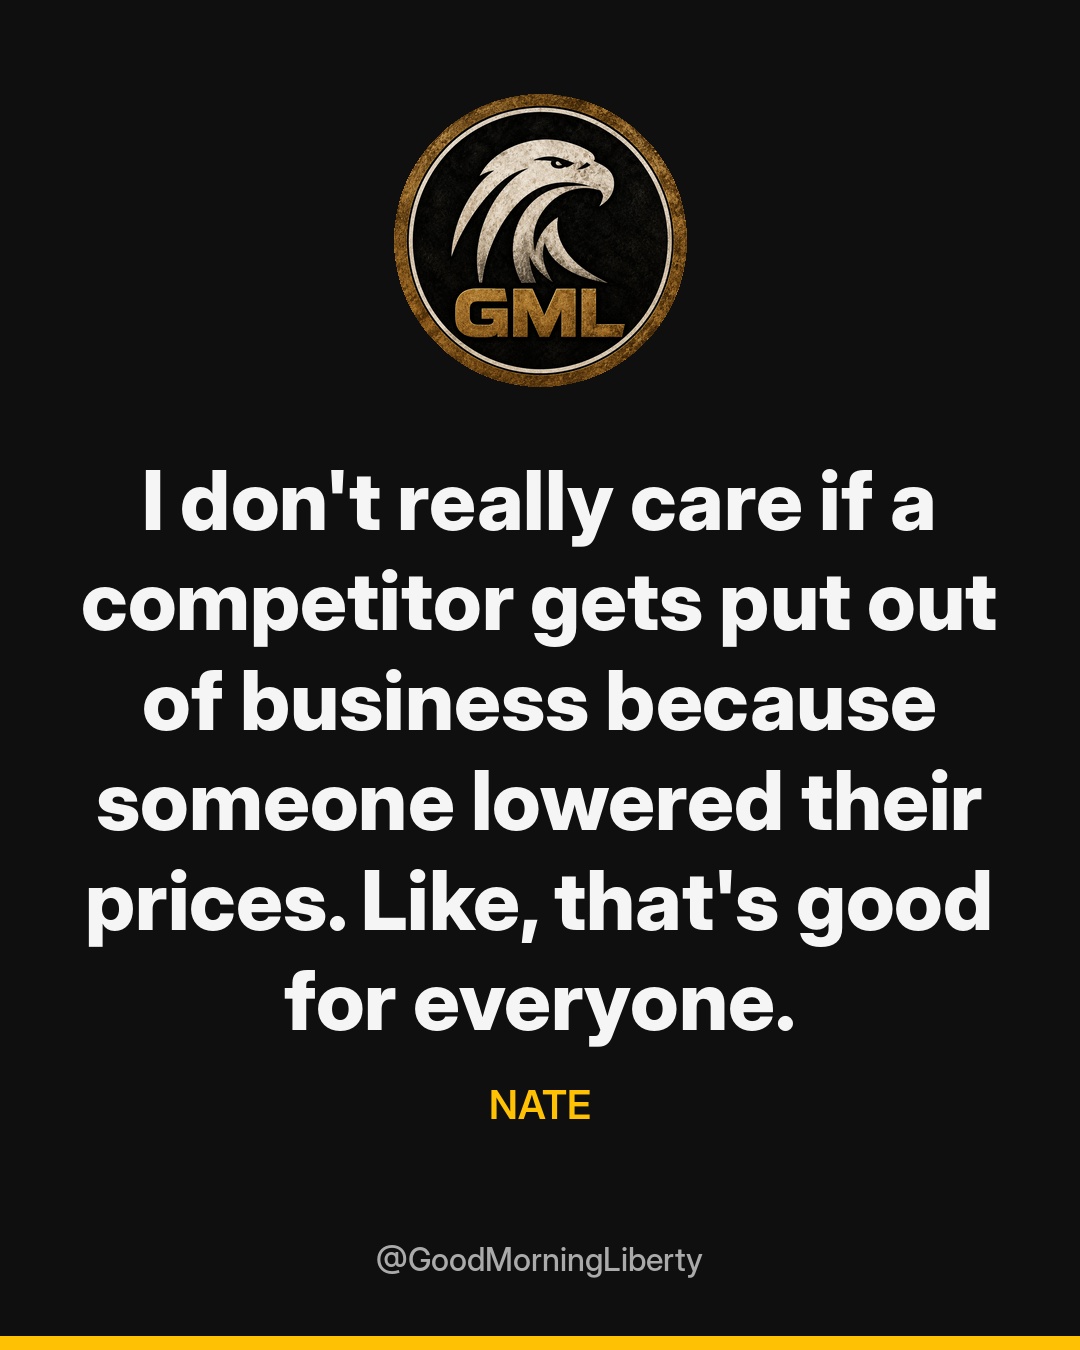 GML
I don't really care if a
competitor gets put out
of business because
someone lowered their
prices. Like, that's good
for everyone.
NATE
@GoodMorningLiberty